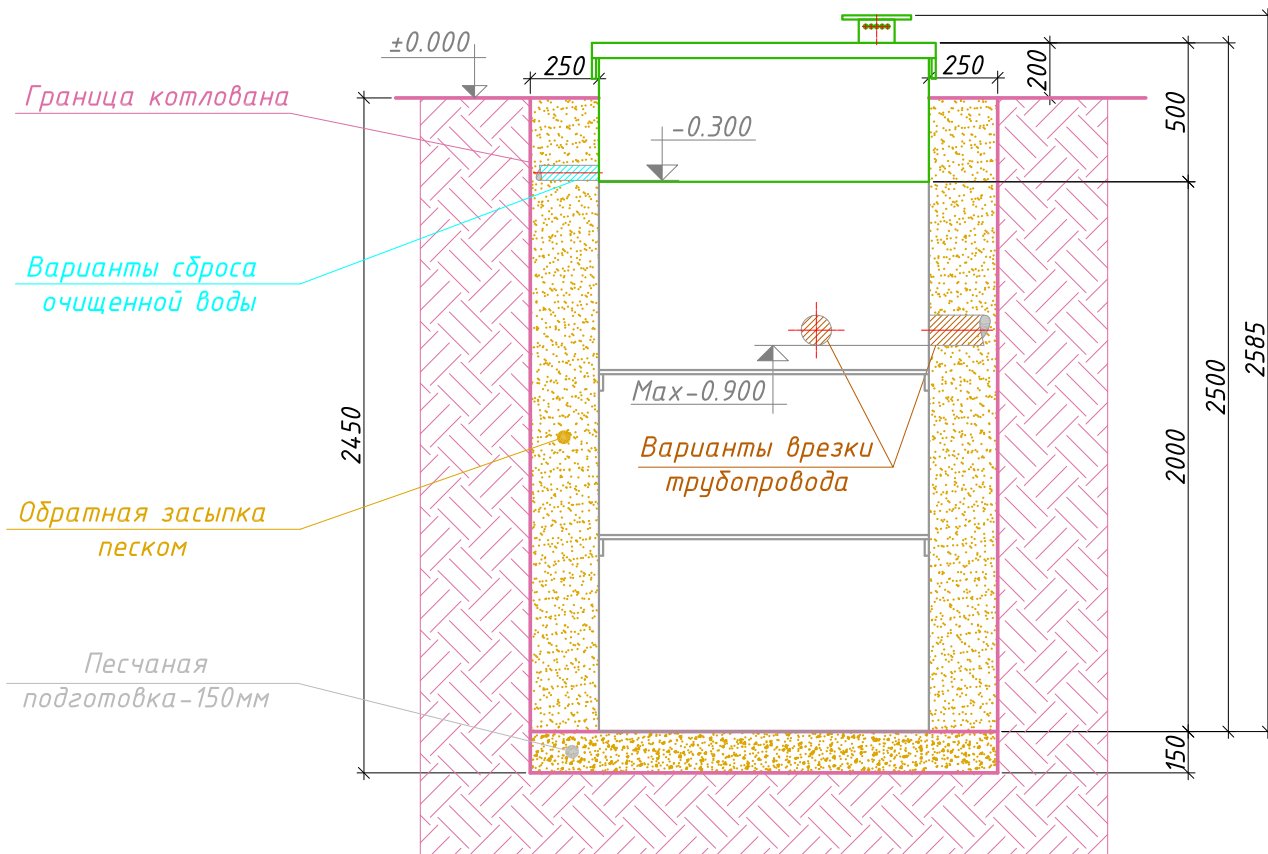 ±0.000
250
250
200
500
Граница котлована
-0.300
Варианты сброса
очищенной воды
2585
2500
Max-0.900
2450
2000
Варианты врезки
трубопровода
Обратная засыпка
песком
Песчаная
подготовка-150мм
150